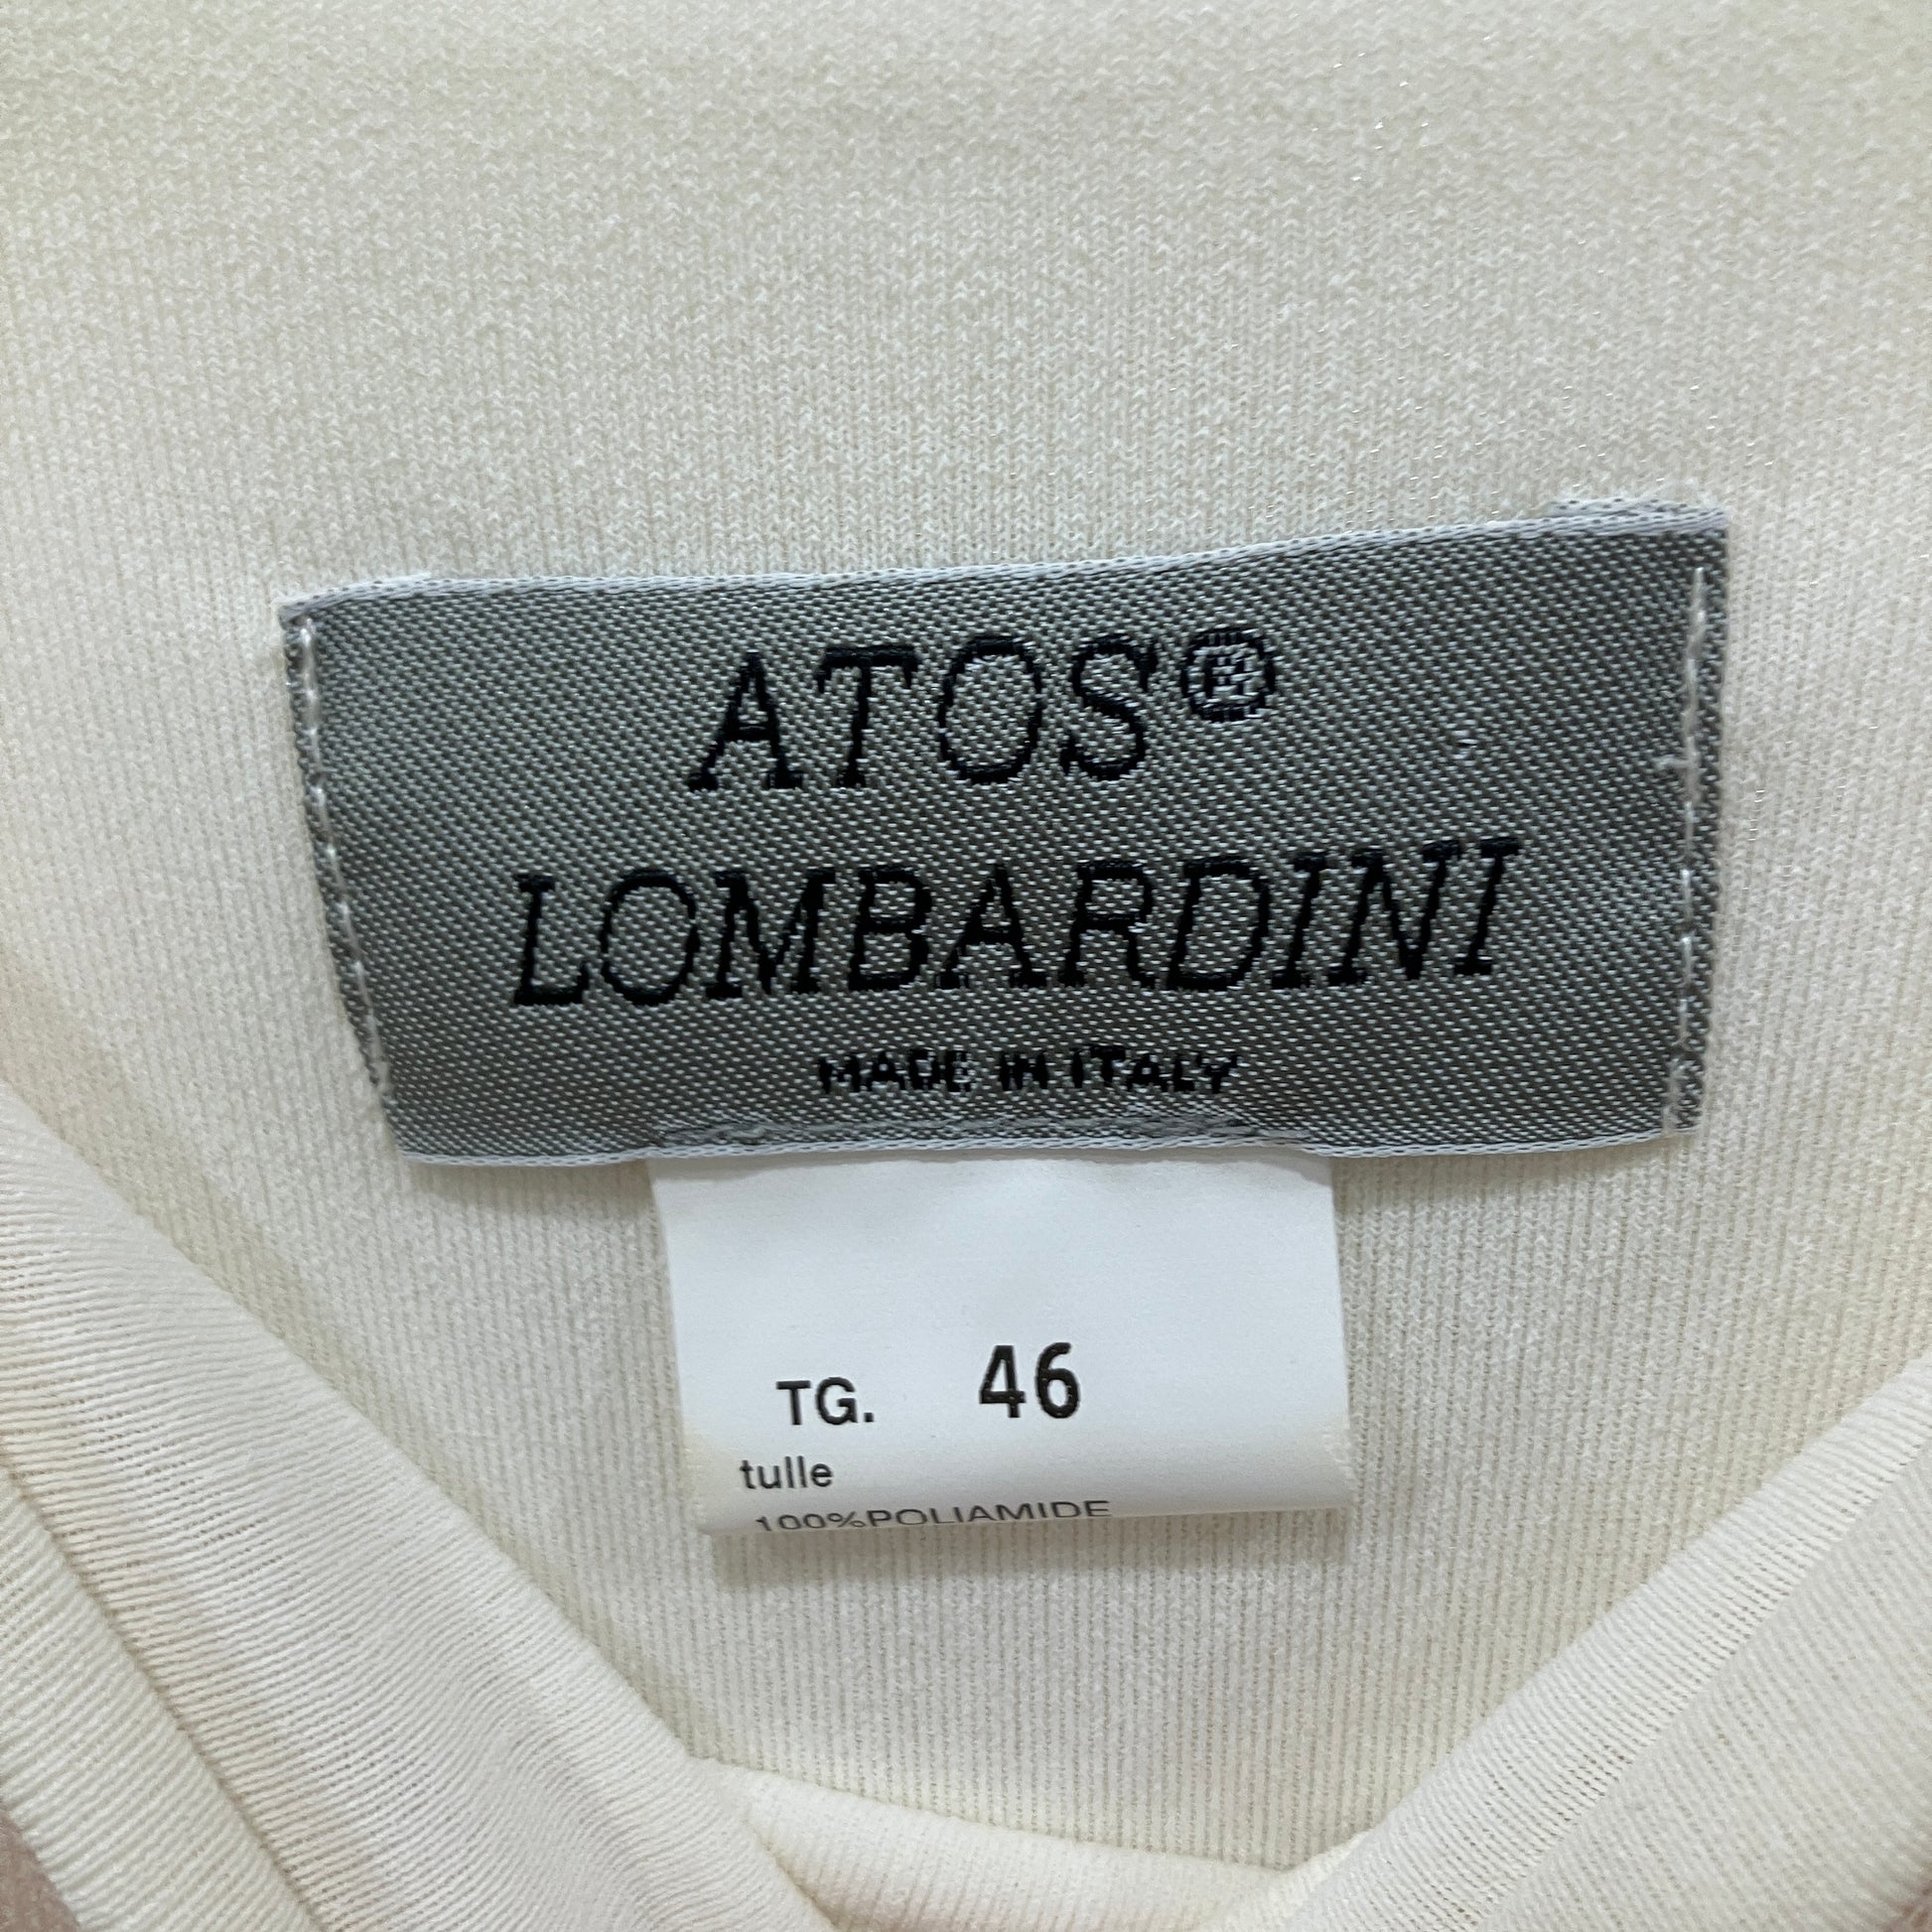 ATOS®
LOMBARDINI
MADE IN ITALY
TG. 46
tulle
100%POLIAMIDE